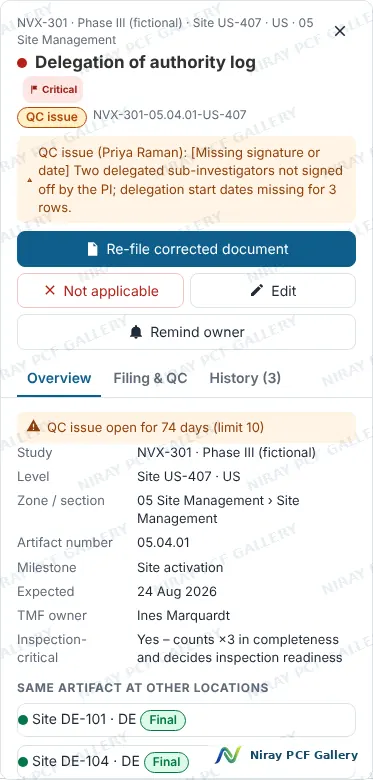 NVX-301 · Phase III (fictional) · Site US-407 · US · 05
Site Management
Delegation of authority log
Critical
QC issue NVX-301-05.04.01-US-407
QC issue (Priya Raman): [Missing signature or
date] Two delegated sub-investigators not signed
off by the PI; delegation start dates missing for 3
rows.
Re-file corrected document
Not applicable
Edit
Remind owner
Overview Filing & QC History (3)
QC issue open for 74 days (limit 10)
Study NVX-301 · Phase III (fictional)
Level Site US-407 · US
Zone / section 05 Site Management › Site
Management
Artifact number 05.04.01
Milestone Site activation
Expected 24 Aug 2026
TMF owner Ines Marquardt
Inspection-critical Yes – counts ×3 in completeness
and decides inspection readiness
SAME ARTIFACT AT OTHER LOCATIONS
Site DE-101 · DE Final
Site DE-104 · DE Final
Niray PCF Gallery
NIRAY PCF GALLERY